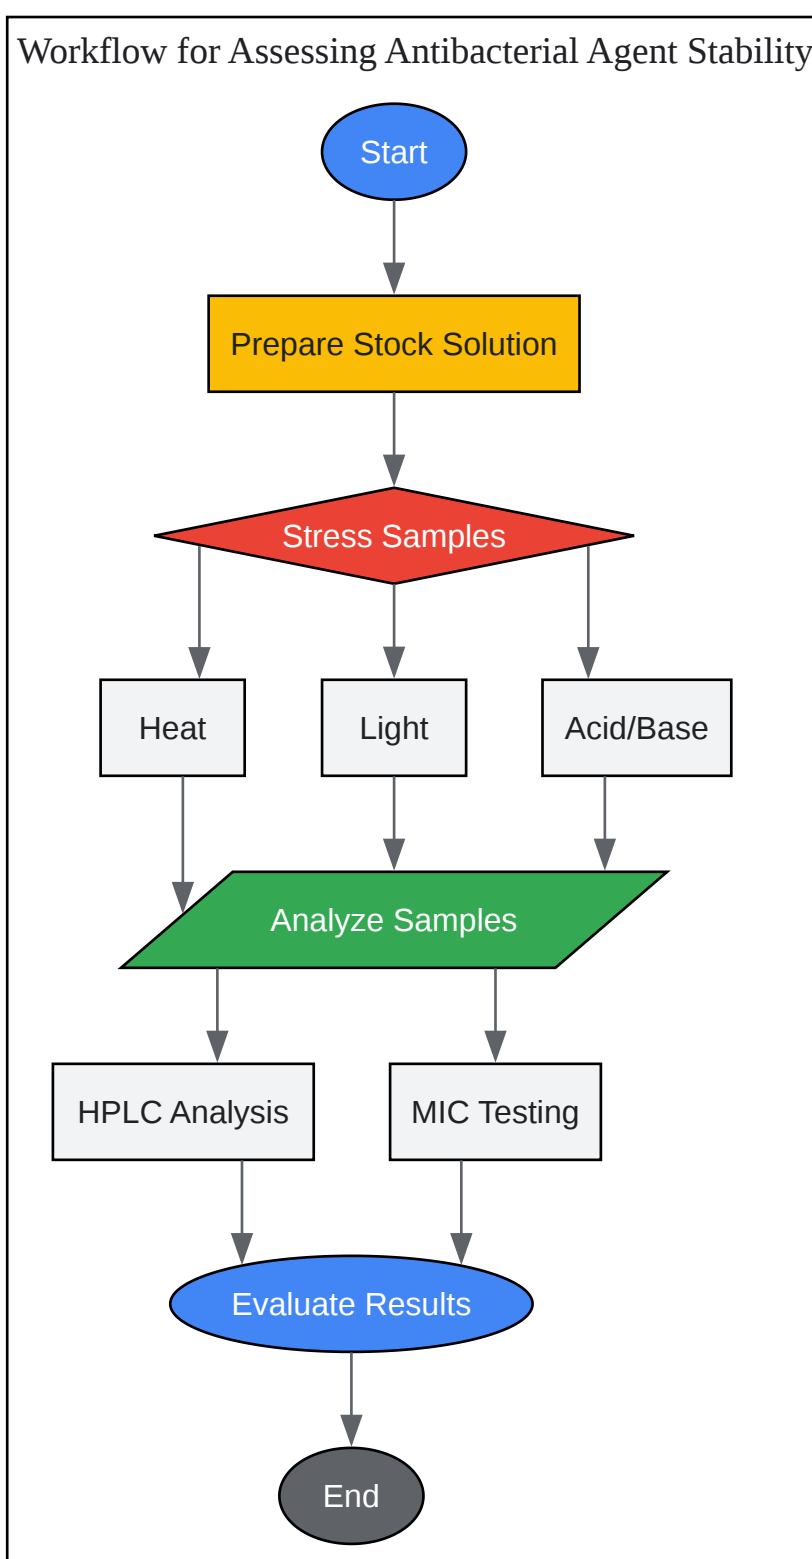 Workflow for Assessing Antibacterial Agent Stability
Start
Prepare Stock Solution
Stress Samples
Heat
Light
Acid/Base
Analyze Samples
HPLC Analysis
MIC Testing
Evaluate Results
End